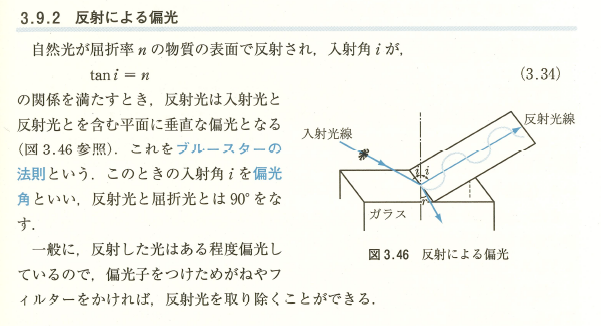 3.9.2 反射による偏光
自然光が屈折率 n の物質の表面で反射され，入射角 i が，
tan i = n (3.34)
の関係を満たすとき，反射光は入射光と
反射光とを含む平面に垂直な偏光となる
(図 3.46 参照)．これをブルースターの
法則という．このときの入射角 i を偏光
角といい，反射光と屈折光とは 90° をな
す．
一般に，反射した光はある程度偏光し
ているので，偏光子をつけためがねやフ
ィルターをかければ，反射光を取り除くことができる．
入射光線
反射光線
i i
r
ガラス
図 3.46 反射による偏光